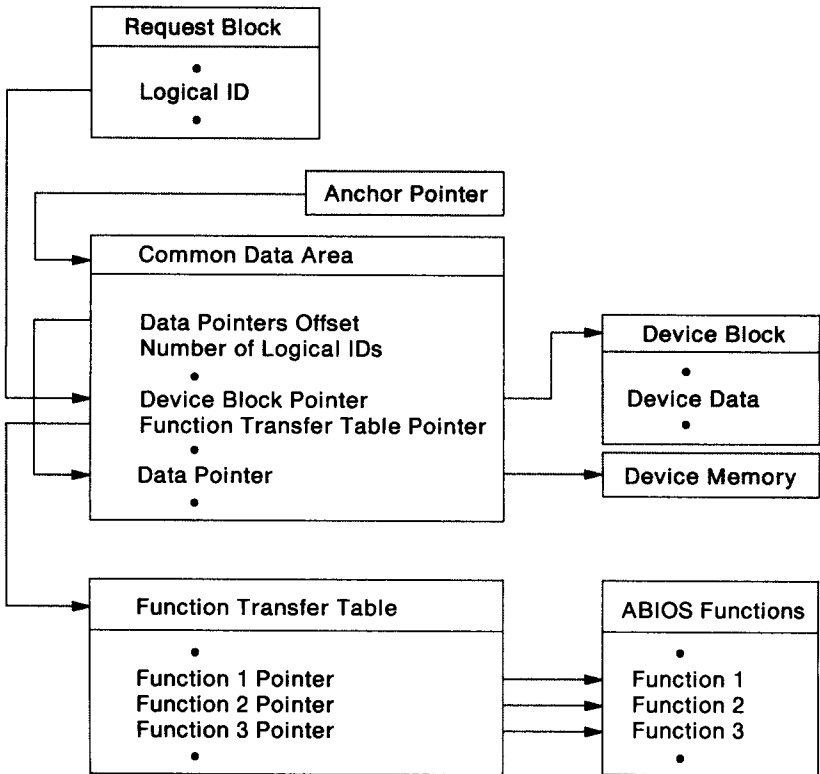 Request Block
•
Logical ID
•
Anchor Pointer
Common Data Area
Data Pointers Offset
Number of Logical IDs
•
Device Block Pointer
Function Transfer Table Pointer
•
Data Pointer
•
Device Block
•
Device Data
•
Device Memory
Function Transfer Table
•
Function 1 Pointer
Function 2 Pointer
Function 3 Pointer
•
ABIOS Functions
•
Function 1
Function 2
Function 3
•